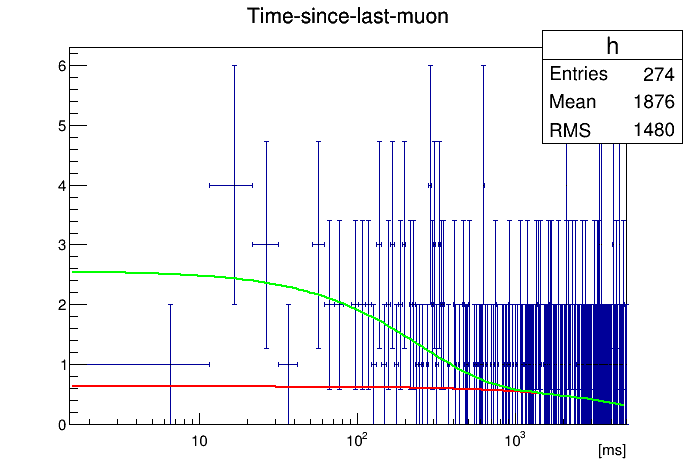 Time-since-last-muon
h
Entries 274
Mean 1876
RMS 1480
6
5
4
3
2
1
0
10 10² 10³
[ms]